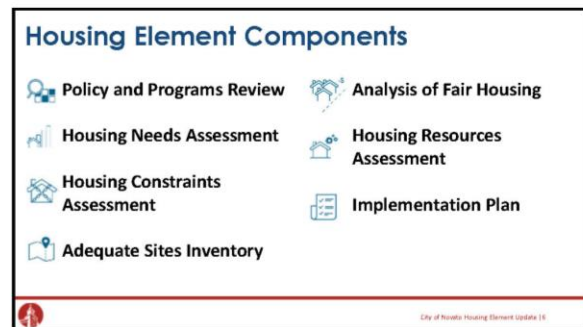 Housing Element Components
Policy and Programs Review
Housing Needs Assessment
Housing Constraints
Assessment
Adequate Sites Inventory
Analysis of Fair Housing
Housing Resources
Assessment
Implementation Plan
City of Novato Housing Element Update |6